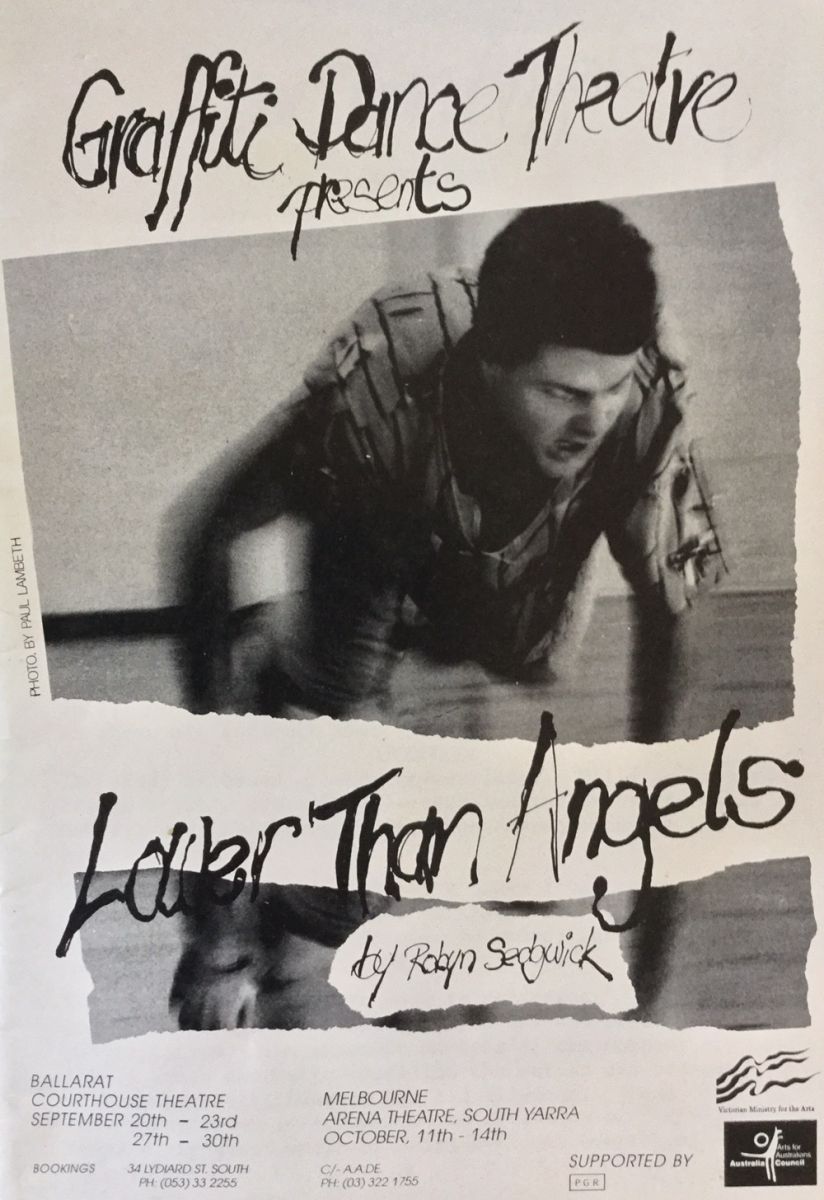 Graffiti Dance Theatre
presents
PHOTO. BY PAUL LAMBETH
Lower Than Angels
by Robyn Sedgwick
BALLARAT
COURTHOUSE THEATRE
SEPTEMBER 20th – 23rd
27th – 30th
BOOKINGS 34 LYDIARD ST. SOUTH
PH: (053) 33 2255
MELBOURNE
ARENA THEATRE, SOUTH YARRA
OCTOBER, 11th - 14th
C/- A.A.D.E.
PH: (03) 322 1755
SUPPORTED BY
PGR
Victorian Ministry for the Arts
Arts for
Australians
Australia Council